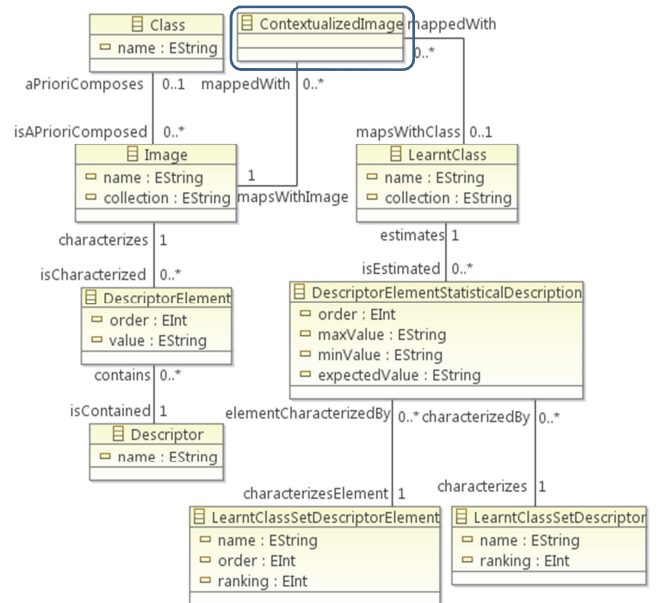 Class
name : EString
ContextualizedImage
mappedWith
0..*
aPrioriComposes 0..1
mappedWith 0..*
isAPrioriComposed 0..*
mapsWithClass 0..1
Image
name : EString
collection : EString
1
mapsWithImage
LearntClass
name : EString
collection : EString
characterizes 1
isCharacterized 0..*
estimates 1
isEstimated 0..*
DescriptorElement
order : EInt
value : EString
DescriptorElementStatisticalDescription
order : EInt
maxValue : EString
minValue : EString
expectedValue : EString
contains 0..*
isContained 1
Descriptor
name : EString
elementCharacterizedBy 0..*
characterizedBy 0..*
characterizesElement 1
characterizes 1
LearntClassSetDescriptorElement
name : EString
order : EInt
ranking : EInt
LearntClassSetDescriptor
name : EString
ranking : EInt